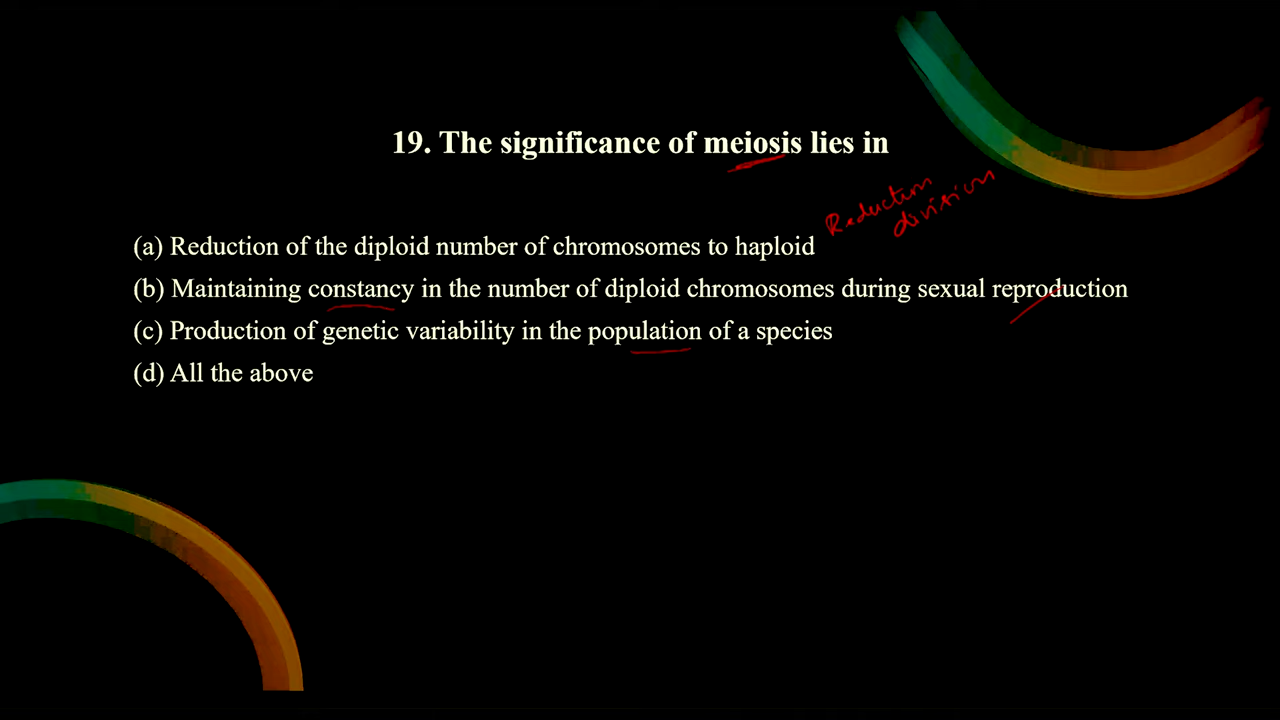 19. The significance of meiosis lies in
Reduction
division
(a) Reduction of the diploid number of chromosomes to haploid
(b) Maintaining constancy in the number of diploid chromosomes during sexual reproduction
(c) Production of genetic variability in the population of a species
(d) All the above